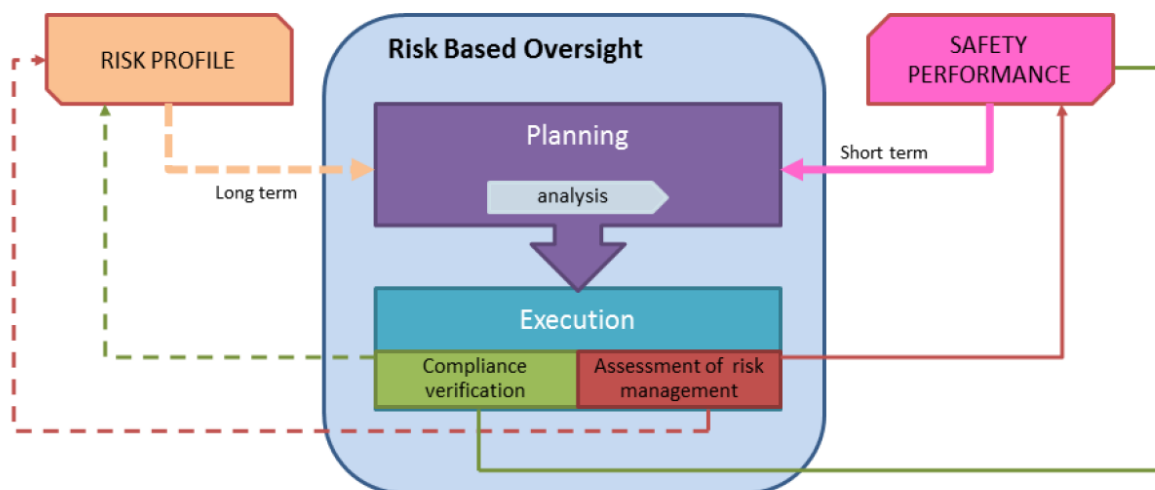 Risk Based Oversight
RISK PROFILE
SAFETY
PERFORMANCE
Planning
Short term
Long term
analysis
Execution
Compliance
verification
Assessment of risk
management